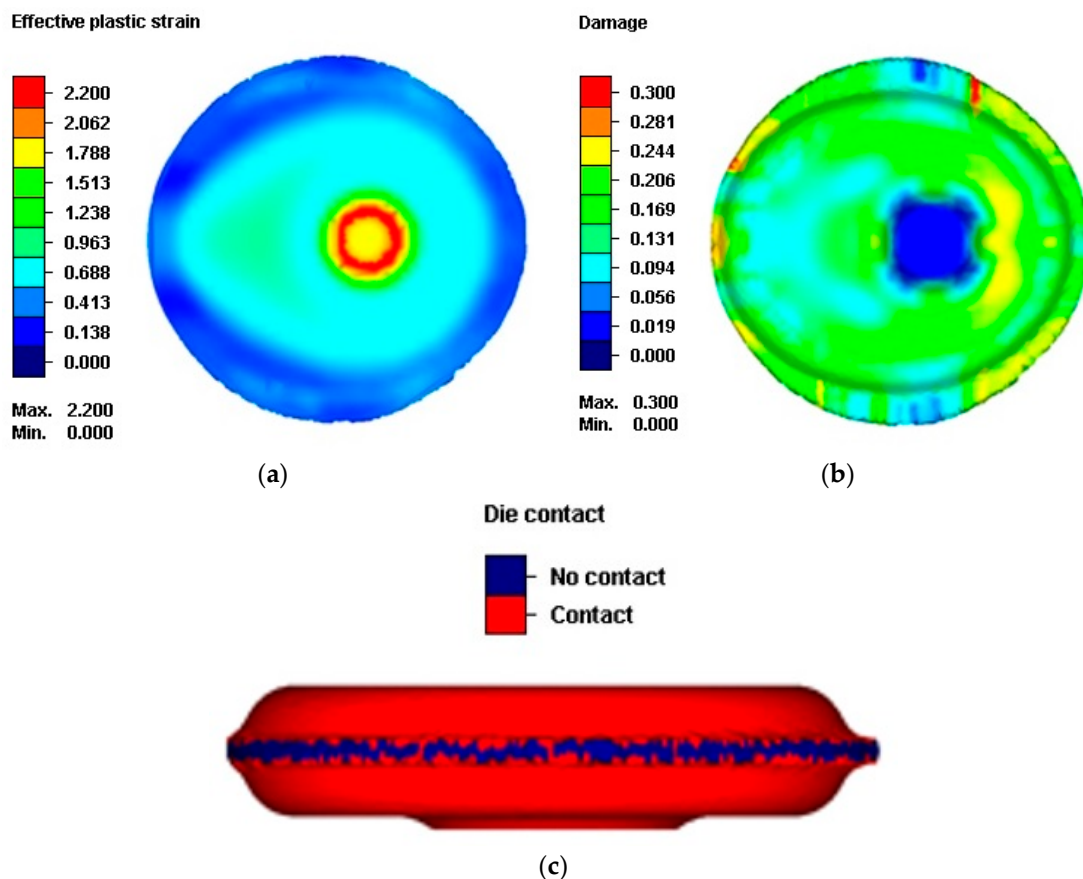 Effective plastic strain
2.200
2.062
1.788
1.513
1.238
0.963
0.688
0.413
0.138
0.000
Max. 2.200
Min. 0.000
(a)
Damage
0.300
0.281
0.244
0.206
0.169
0.131
0.094
0.056
0.019
0.000
Max. 0.300
Min. 0.000
(b)
Die contact
No contact
Contact
(c)